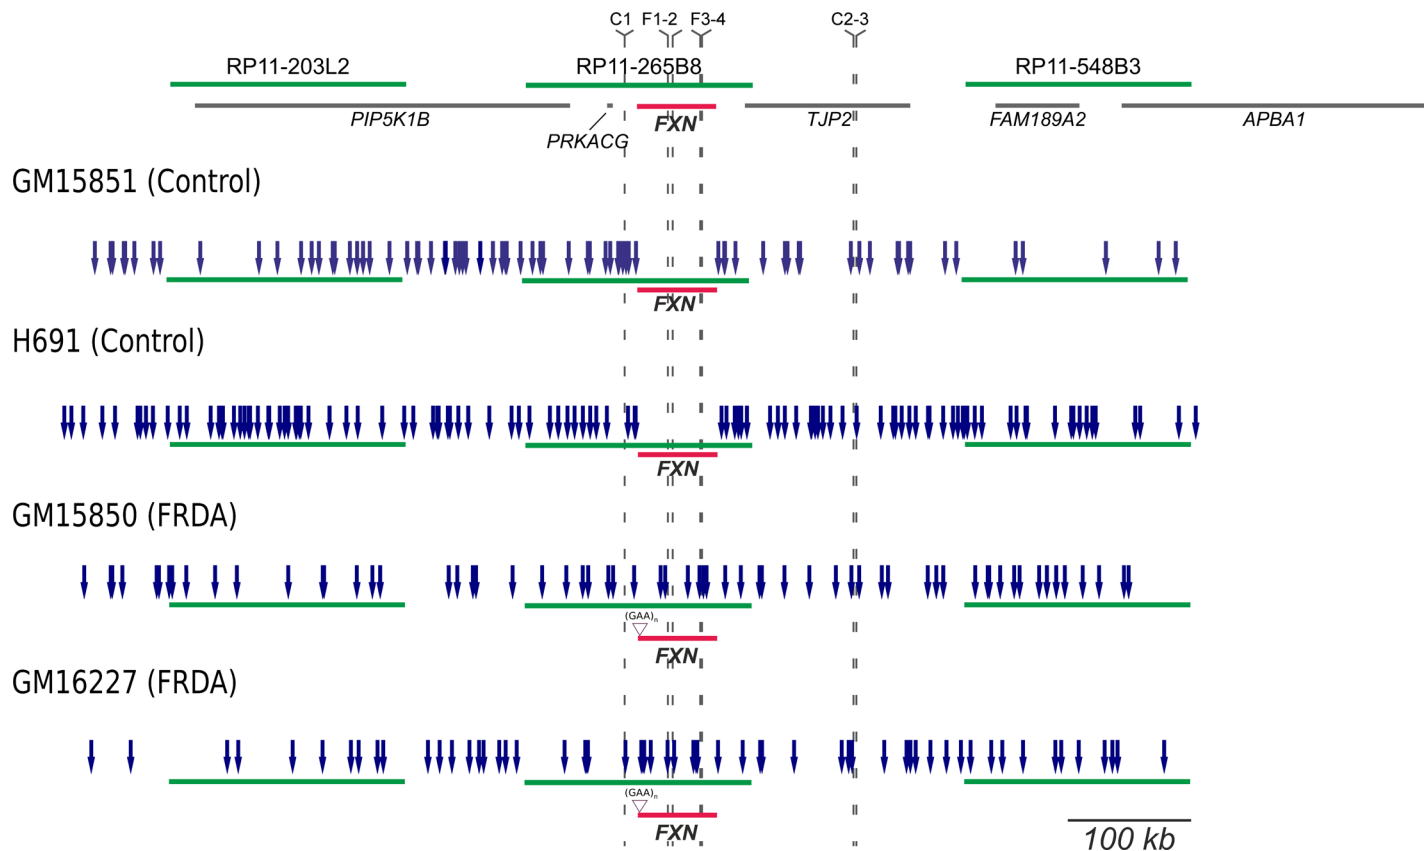 C1 F1-2 F3-4 C2-3
RP11-203L2 RP11-265B8 RP11-548B3
PIP5K1B FXN TJP2 FAM189A2 APBA1
PRKACG
GM15851 (Control)
FXN
H691 (Control)
FXN
GM15850 (FRDA)
(GAA)n
FXN
GM16227 (FRDA)
(GAA)n
FXN
100 kb